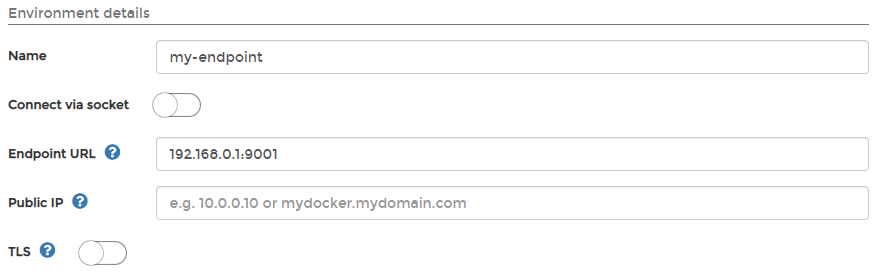 Environment details
Name
my-endpoint
Connect via socket
Endpoint URL ?
192.168.0.1:9001
Public IP ?
e.g. 10.0.0.10 or mydocker.mydomain.com
TLS ?